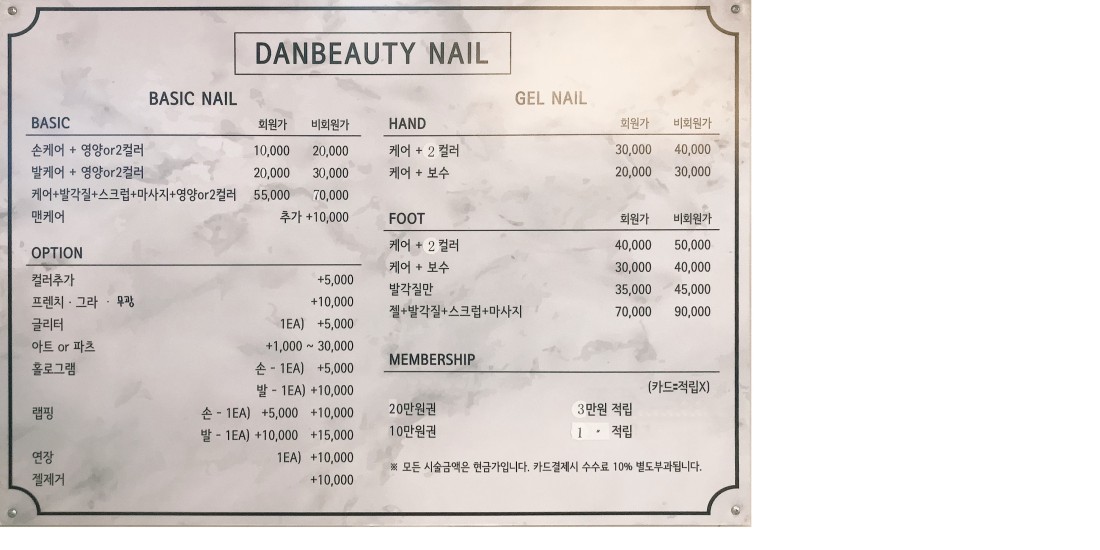 DANBEAUTY NAIL
BASIC NAIL
BASIC 회원가 비회원가
손케어 + 영양or2컬러 10,000 20,000
발케어 + 영양or2컬러 20,000 30,000
케어+발각질+스크럽+마사지+영양or2컬러 55,000 70,000
맨케어 추가 +10,000
OPTION
컬러추가 +5,000
프렌치 · 그라 · 무광 +10,000
글리터 1EA) +5,000
아트 or 파츠 +1,000 ~ 30,000
홀로그램 손 - 1EA) +5,000
발 - 1EA) +10,000
랩핑 손 - 1EA) +5,000 +10,000
발 - 1EA) +10,000 +15,000
연장 1EA) +10,000
젤제거 +10,000
GEL NAIL
HAND 회원가 비회원가
케어 + 2 컬러 30,000 40,000
케어 + 보수 20,000 30,000
FOOT 회원가 비회원가
케어 + 2 컬러 40,000 50,000
케어 + 보수 30,000 40,000
발각질만 35,000 45,000
젤+발각질+스크럽+마사지 70,000 90,000
MEMBERSHIP
(카드=적립X)
20만원권 3만원 적립
10만원권 1 · 적립
※ 모든 시술금액은 현금가입니다. 카드결제시 수수료 10% 별도부과됩니다.